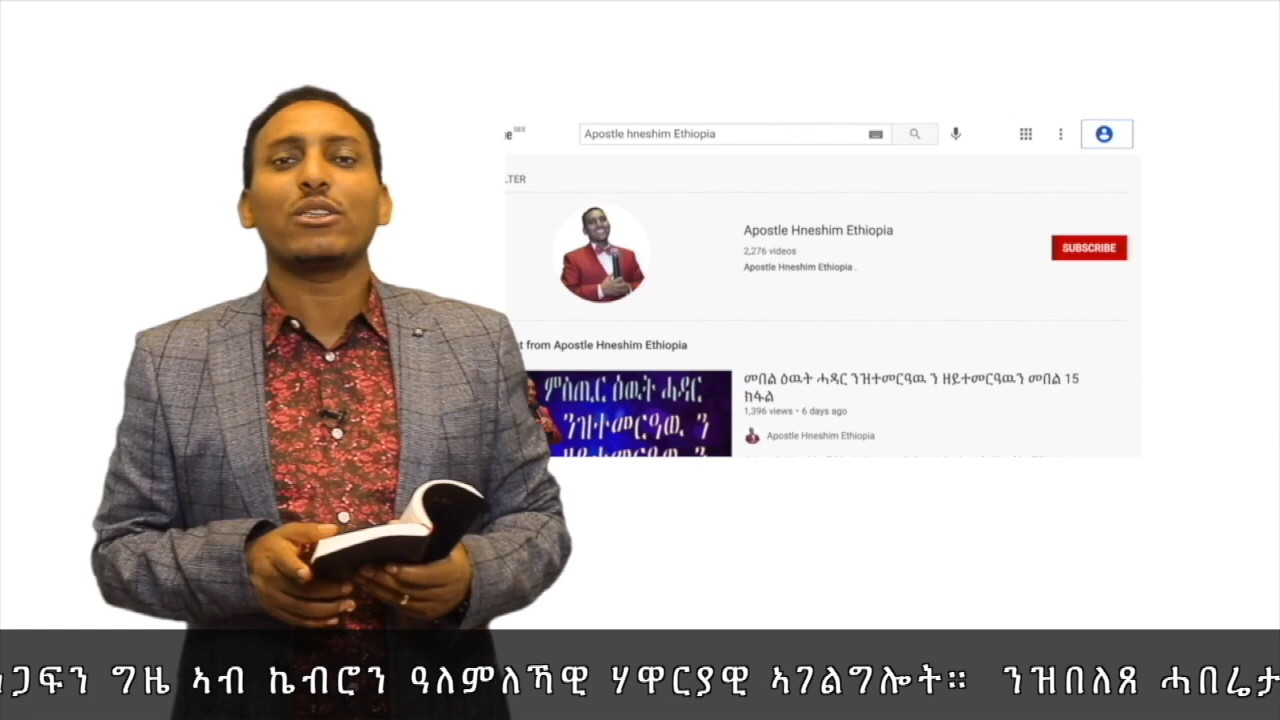 SEE
Apostle hneshim Ethiopia
Apostle Hneshim Ethiopia
2,276 videos
Apostle Hneshim Ethiopia .
SUBSCRIBE
from Apostle Hneshim Ethiopia
ምስጢር ዕዉት ሓዳር
ንዝተመርዓዉ ን
መበል ዕዉት ሓዳር ንዝተመርዓዉ ን ዘይተመርዓዉን መበል 15
ክፋል
1,396 views • 6 days ago
Apostle Hneshim Ethiopia
ግዜ ኣብ ኬብሮን ዓለምለኻዊ ሃዋርያዊ ኣገልግሎት። ንዝበለጸ